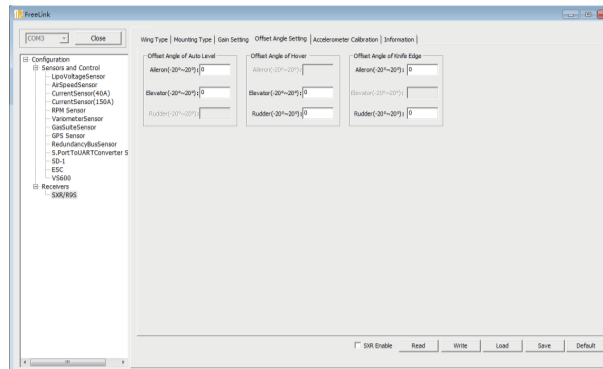 FreeLink
COM3 Close
Wing Type Mounting Type Gain Setting Offset Angle Setting Accelerometer Calibration Information
Configuration
Sensors and Control
LipoVoltageSensor
AirSpeedSensor
CurrentSensor(40A)
CurrentSensor(150A)
RPM Sensor
VariometerSensor
GasSuiteSensor
GPS Sensor
RedundancyBusSensor
S.PortToUARTConverter S
SD-1
ESC
VS600
Receivers
SXR/R9S
Offset Angle of Auto Level
Aileron(-20°~20°): 0
Elevator(-20°~20°): 0
Rudder(-20°~20°):
Offset Angle of Hover
Aileron(-20°~20°):
Elevator(-20°~20°): 0
Rudder(-20°~20°): 0
Offset Angle of Knife Edge
Aileron(-20°~20°): 0
Elevator(-20°~20°):
Rudder(-20°~20°): 0
SXR Enable Read Write Load Save Default